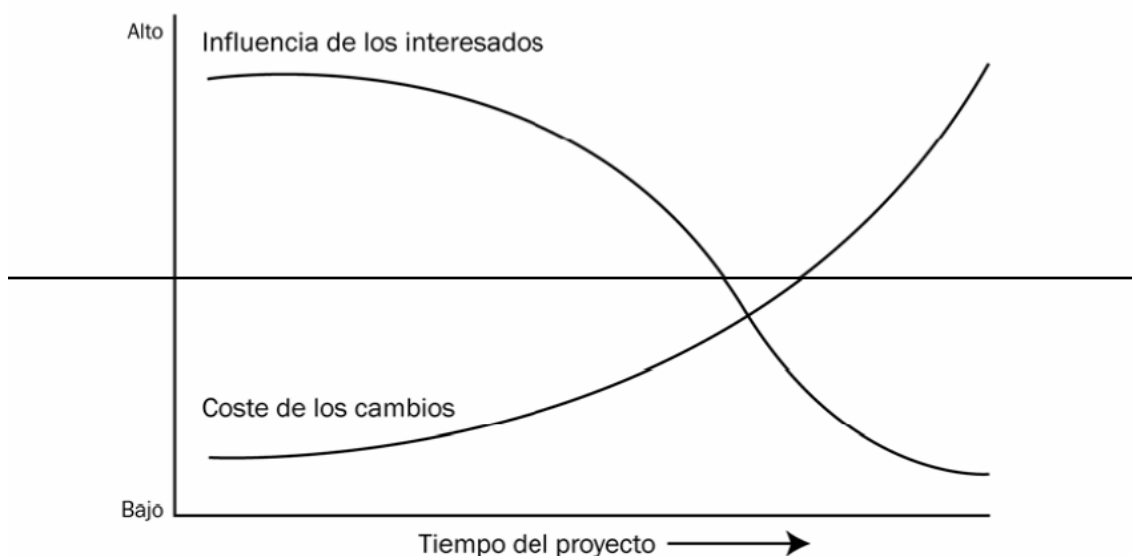 Alto
Influencia de los interesados
Coste de los cambios
Bajo
Tiempo del proyecto